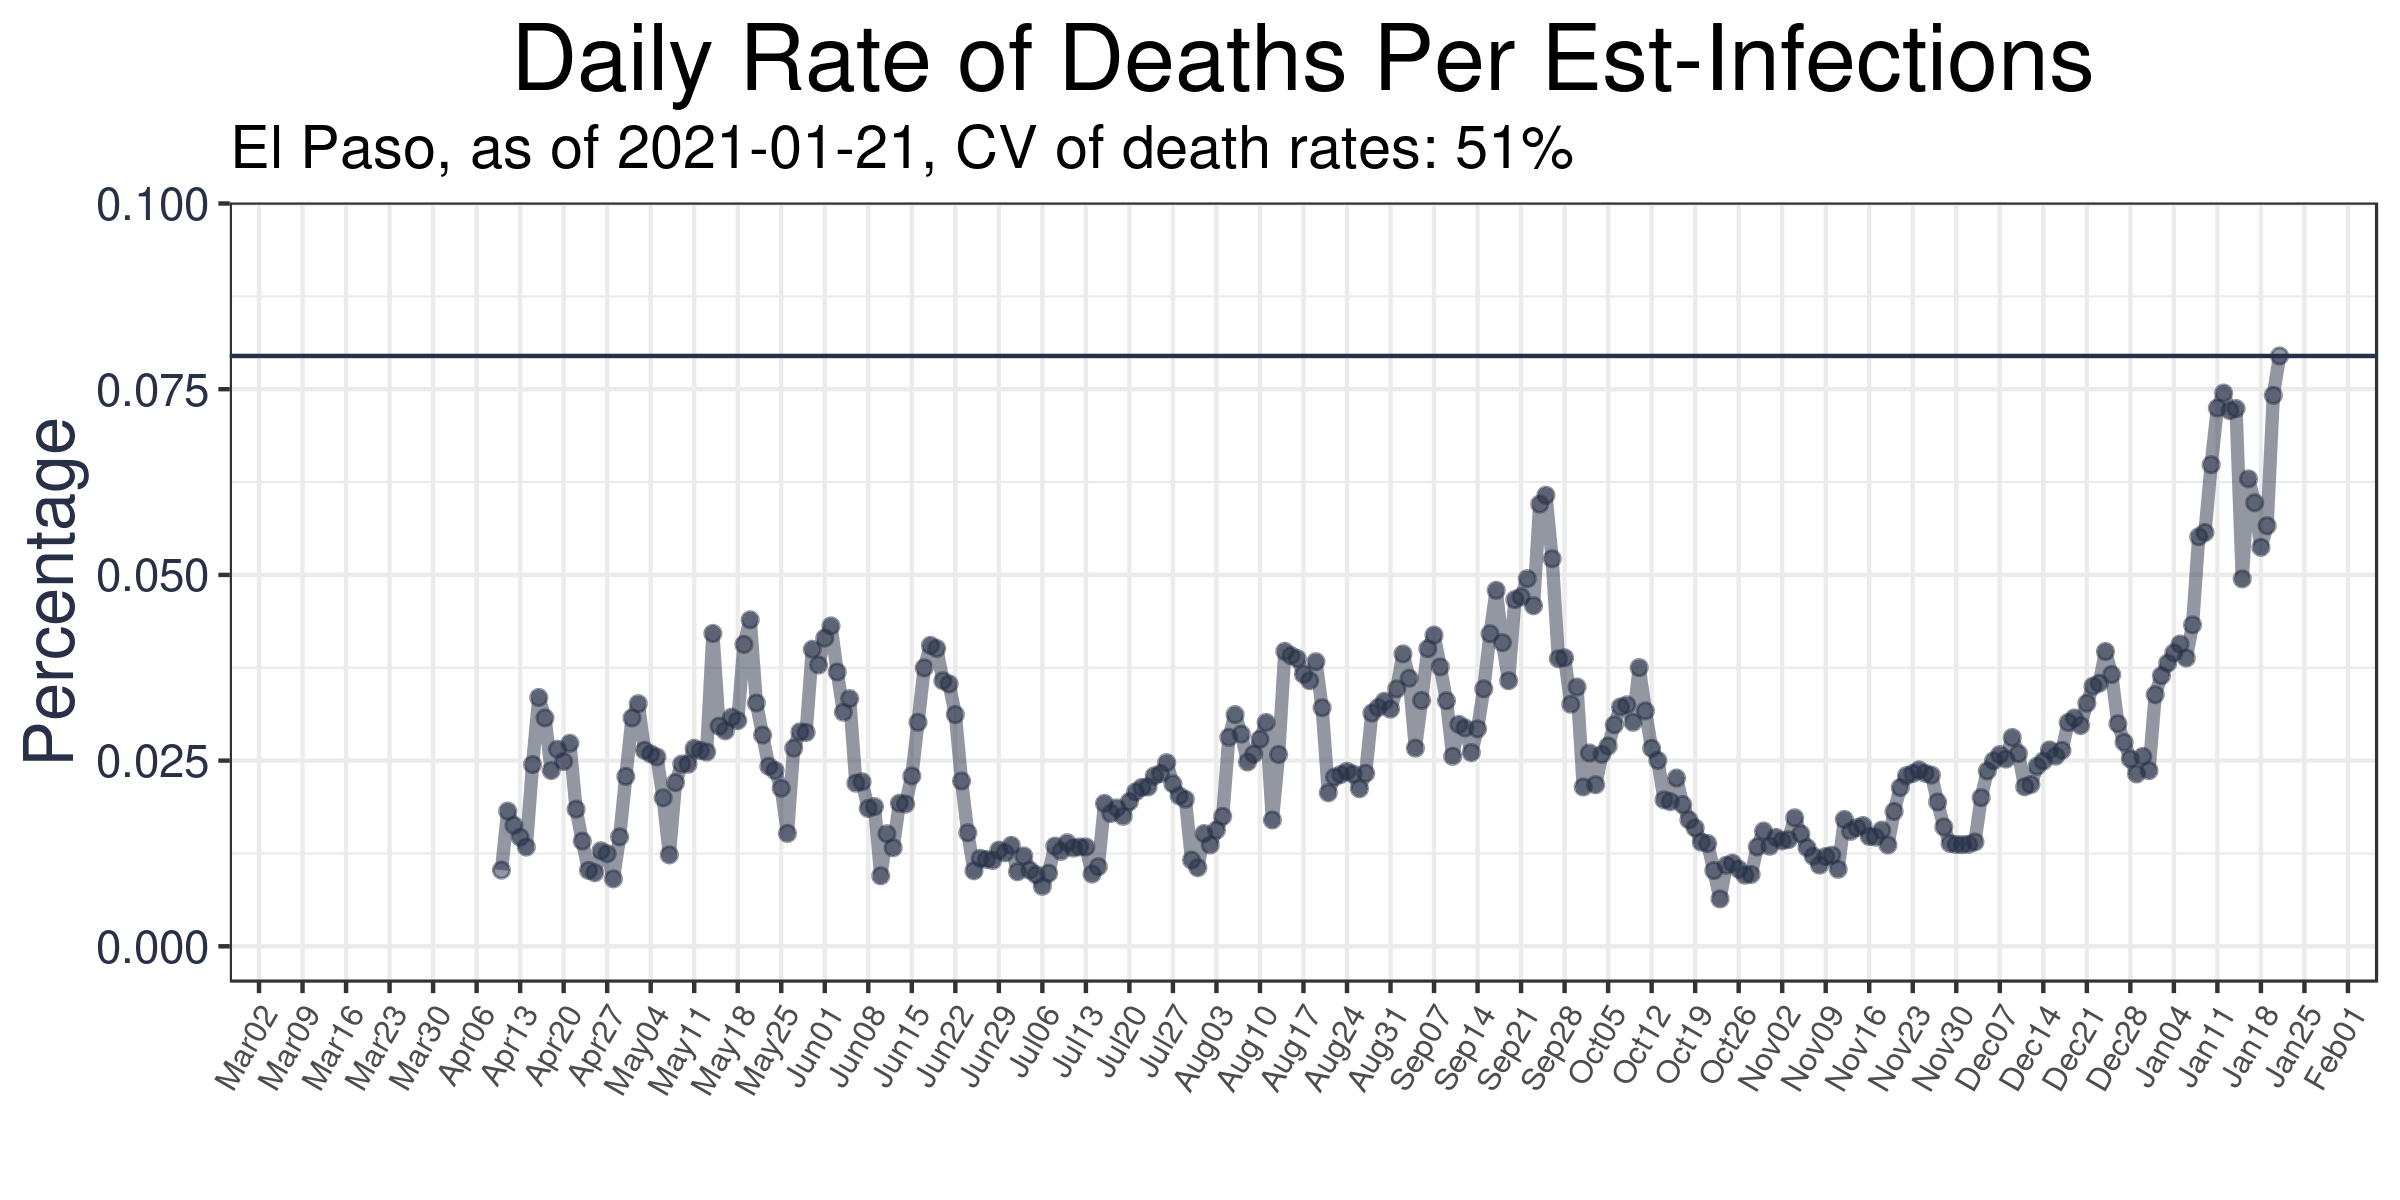 Daily Rate of Deaths Per Est-Infections
El Paso, as of 2021-01-21, CV of death rates: 51%
Percentage
0.100
0.075
0.050
0.025
0.000
Mar02 Mar09 Mar16 Mar23 Mar30 Apr06 Apr13 Apr20 Apr27 May04 May11 May18 May25 Jun01 Jun08 Jun15 Jun22 Jun29 Jul06 Jul13 Jul20 Jul27 Aug03 Aug10 Aug17 Aug24 Aug31 Sep07 Sep14 Sep21 Sep28 Oct05 Oct12 Oct19 Oct26 Nov02 Nov09 Nov16 Nov23 Nov30 Dec07 Dec14 Dec21 Dec28 Jan04 Jan11 Jan18 Jan25 Feb01